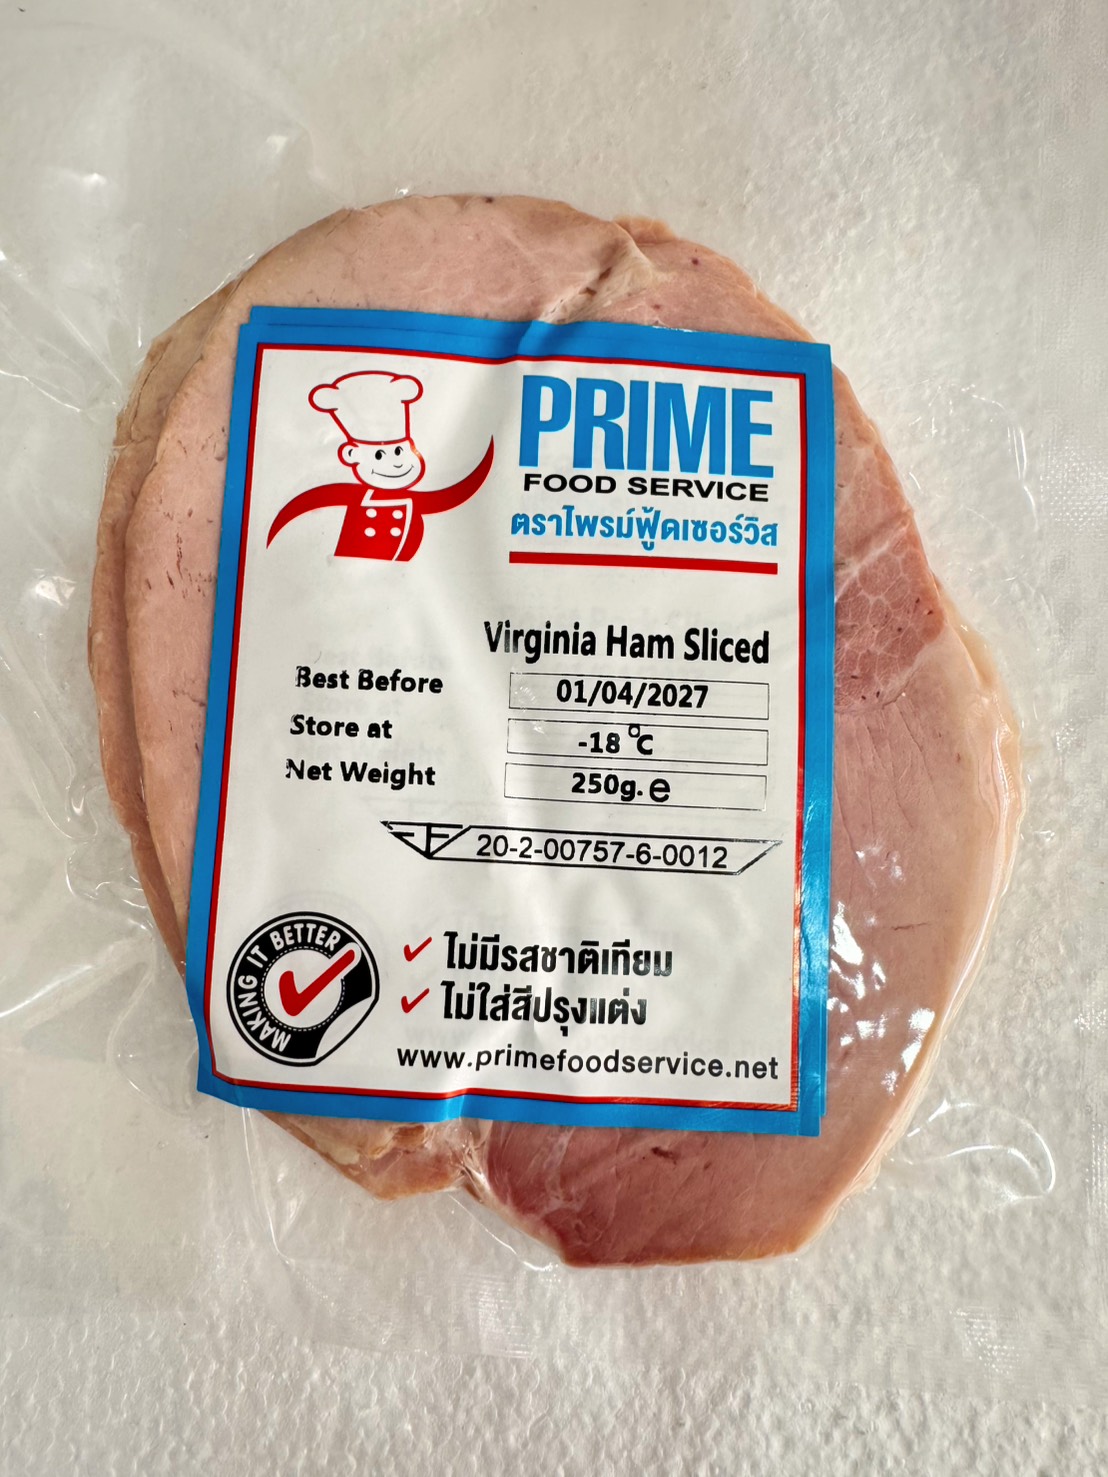 PRIME
FOOD SERVICE
ตราไพรม์ฟู้ดเซอร์วิส
Virginia Ham Sliced
Best Before 01/04/2027
Store at -18 °C
Net Weight 250g. ℮
20-2-00757-6-0012
MAKING IT BETTER
ไม่มีรสชาติเทียม
ไม่ใส่สีปรุงแต่ง
www.primefoodservice.net